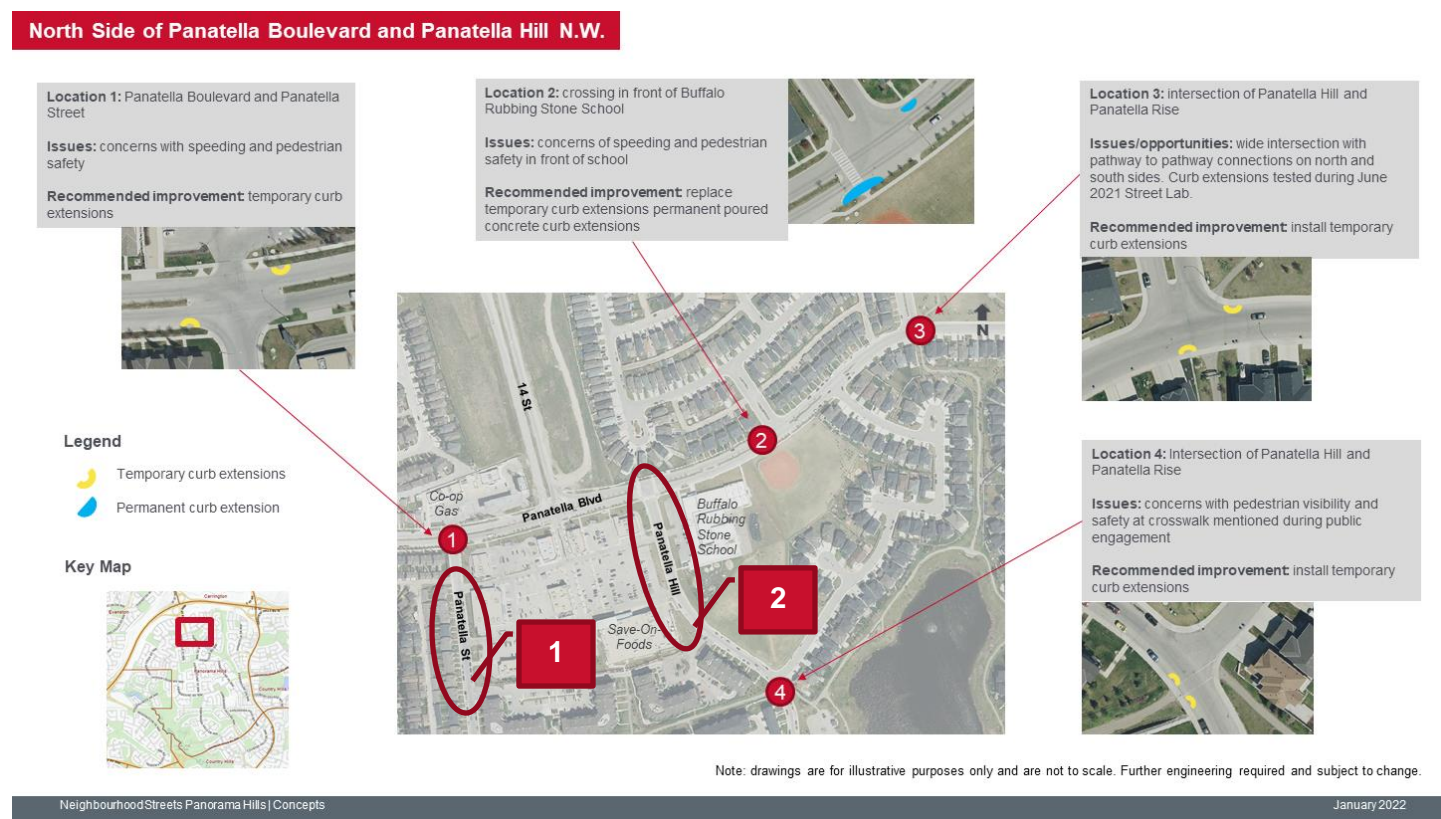 North Side of Panatella Boulevard and Panatella Hill N.W.
Location 1: Panatella Boulevard and Panatella
Street
Issues: concerns with speeding and pedestrian
safety
Recommended improvement: temporary curb
extensions
Location 2: crossing in front of Buffalo
Rubbing Stone School
Issues: concerns of speeding and pedestrian
safety in front of school
Recommended improvement: replace
temporary curb extensions permanent poured
concrete curb extensions
Location 3: intersection of Panatella Hill and
Panatella Rise
Issues/opportunities: wide intersection with
pathway to pathway connections on north and
south sides. Curb extensions tested during June
2021 Street Lab.
Recommended improvement: install temporary
curb extensions
Legend
Temporary curb extensions
Permanent curb extension
Key Map
Carrington
Panorama Hills
Country Hills
N
3
14 St
2
Co-op
Gas
Panatella Blvd
Buffalo
Rubbing
Stone
School
1
Panatella Hill
Panatella St
2
Save-On-
Foods
1
4
Location 4: Intersection of Panatella Hill and
Panatella Rise
Issues: concerns with pedestrian visibility and
safety at crosswalk mentioned during public
engagement
Recommended improvement: install temporary
curb extensions
Note: drawings are for illustrative purposes only and are not to scale. Further engineering required and subject to change.
Neighbourhood Streets Panorama Hills | Concepts
January 2022